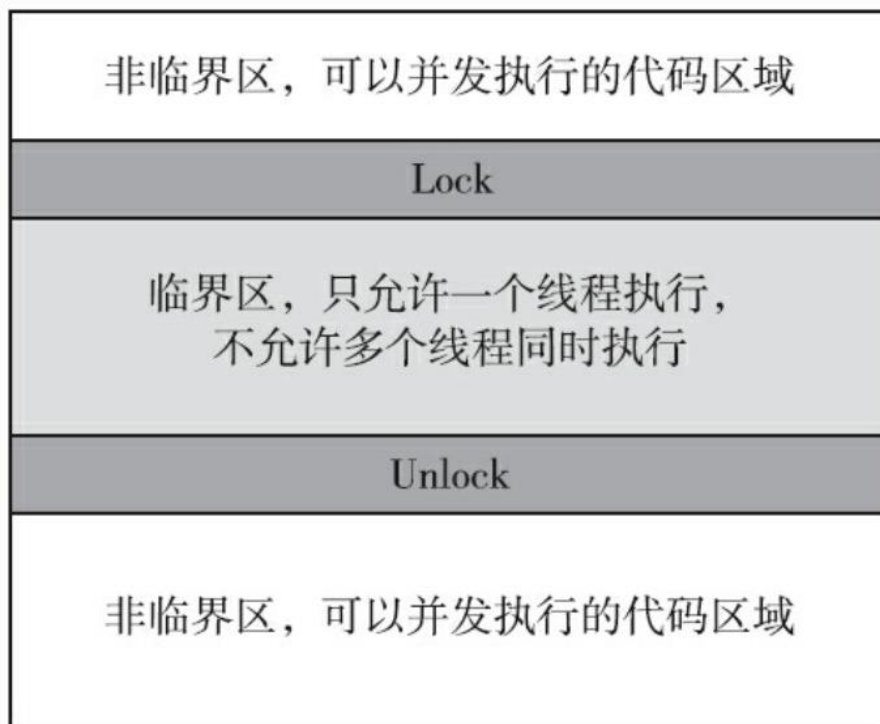 非临界区，可以并发执行的代码区域
Lock
临界区，只允许一个线程执行，
不允许多个线程同时执行
Unlock
非临界区，可以并发执行的代码区域